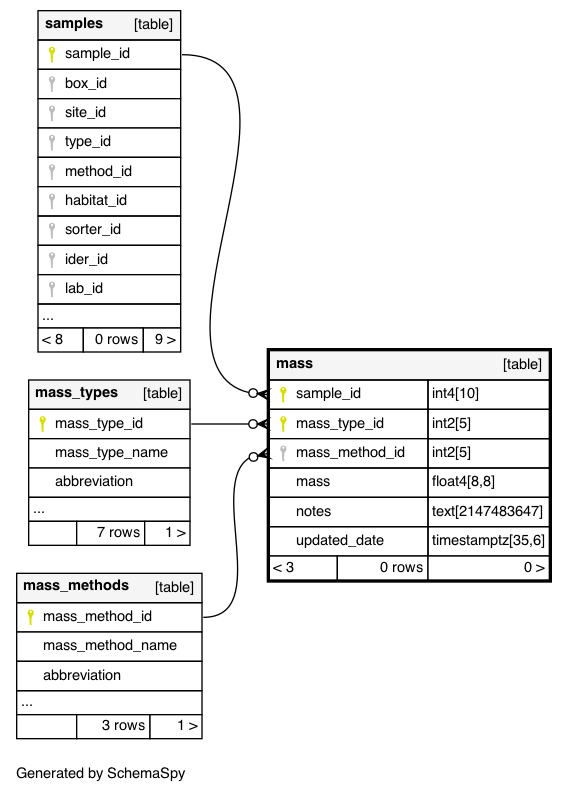 samples [table]
sample_id
box_id
site_id
type_id
method_id
habitat_id
sorter_id
ider_id
lab_id
...
< 8 0 rows 9 >
mass_types [table]
mass_type_id
mass_type_name
abbreviation
...
7 rows 1 >
mass_methods [table]
mass_method_id
mass_method_name
abbreviation
...
3 rows 1 >
mass [table]
sample_id int4[10]
mass_type_id int2[5]
mass_method_id int2[5]
mass float4[8,8]
notes text[2147483647]
updated_date timestamptz[35,6]
< 3 0 rows 0 >
Generated by SchemaSpy